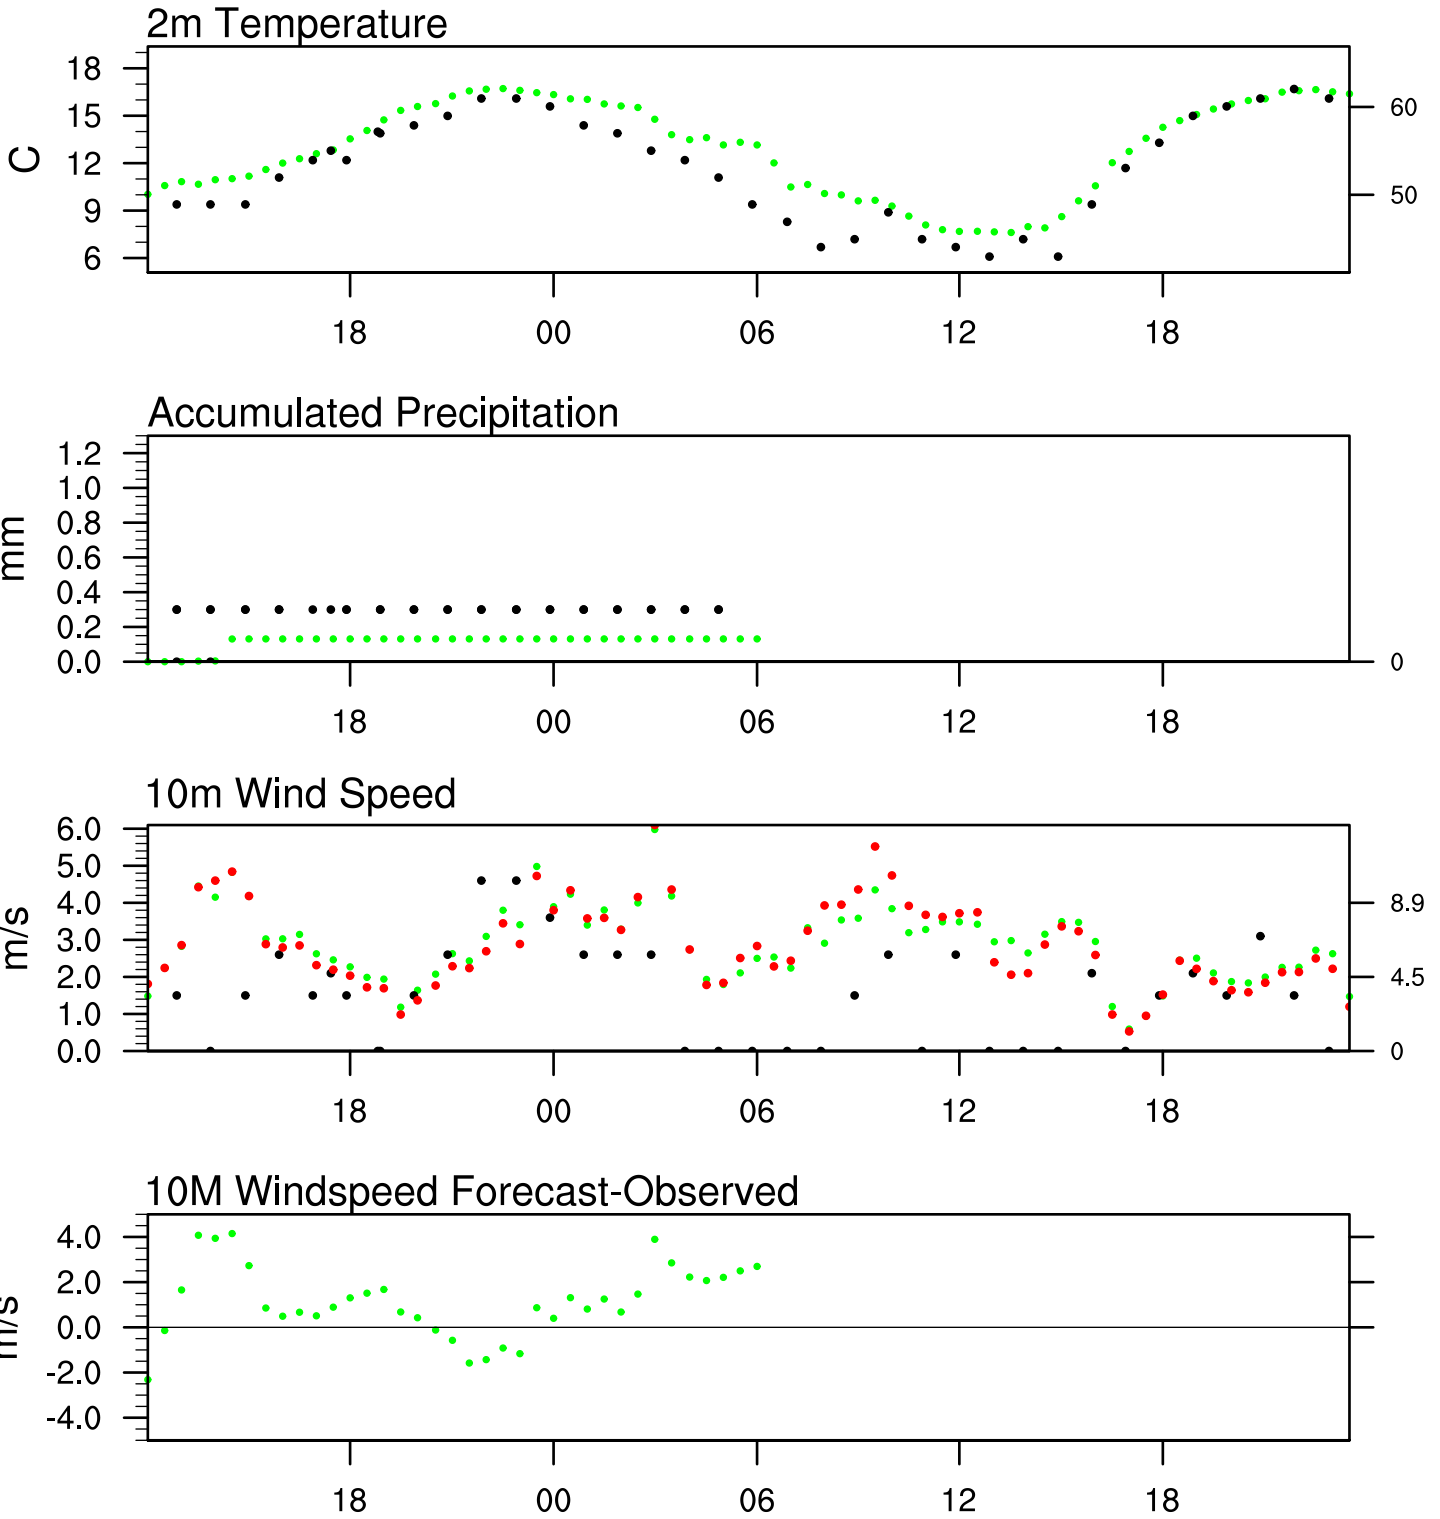 2m Temperature
18
15
12
9
6
C
60
50
18 00 06 12 18
Accumulated Precipitation
1.2
1.0
0.8
0.6
0.4
0.2
0.0
mm
0
18 00 06 12 18
10m Wind Speed
6.0
5.0
4.0
3.0
2.0
1.0
0.0
m/s
8.9
4.5
0
18 00 06 12 18
10M Windspeed Forecast-Observed
4.0
2.0
0.0
-2.0
-4.0
m/s
18 00 06 12 18